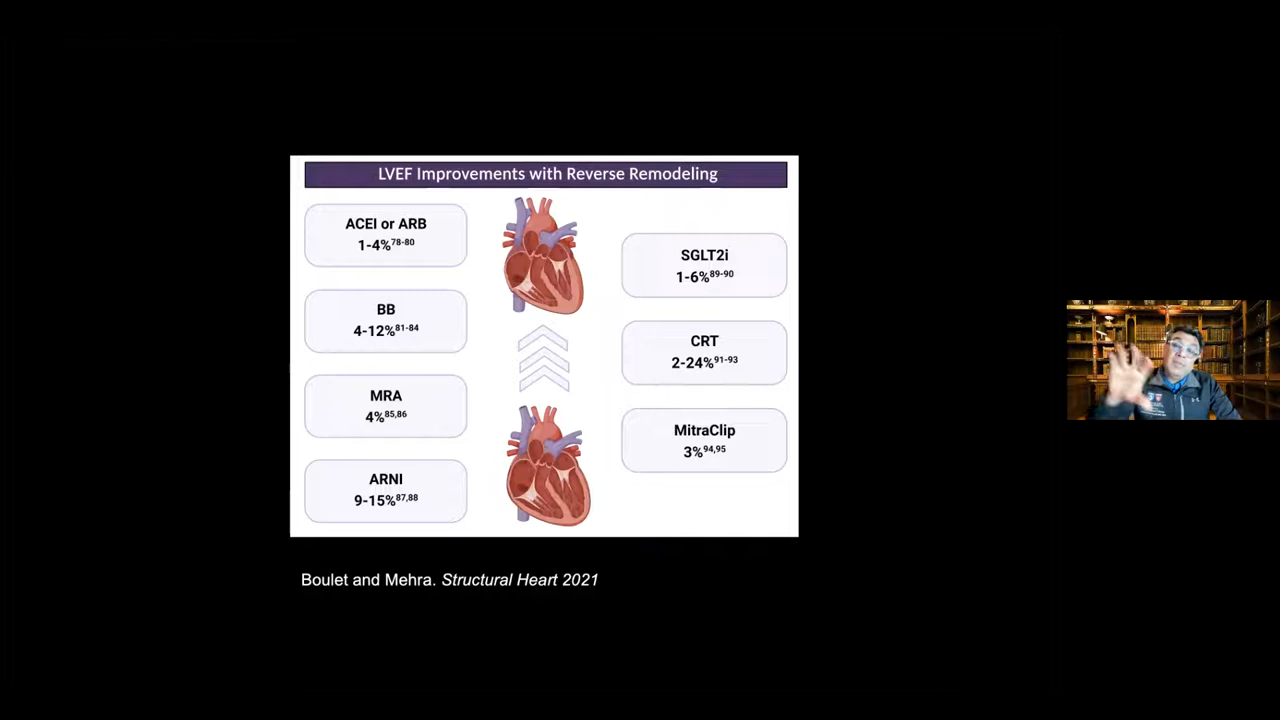 LVEF Improvements with Reverse Remodeling
ACEI or ARB
1-4%78-80
BB
4-12%81-84
MRA
4%85,86
ARNI
9-15%87,88
SGLT2i
1-6%89-90
CRT
2-24%91-93
MitraClip
3%94,95
Boulet and Mehra. Structural Heart 2021